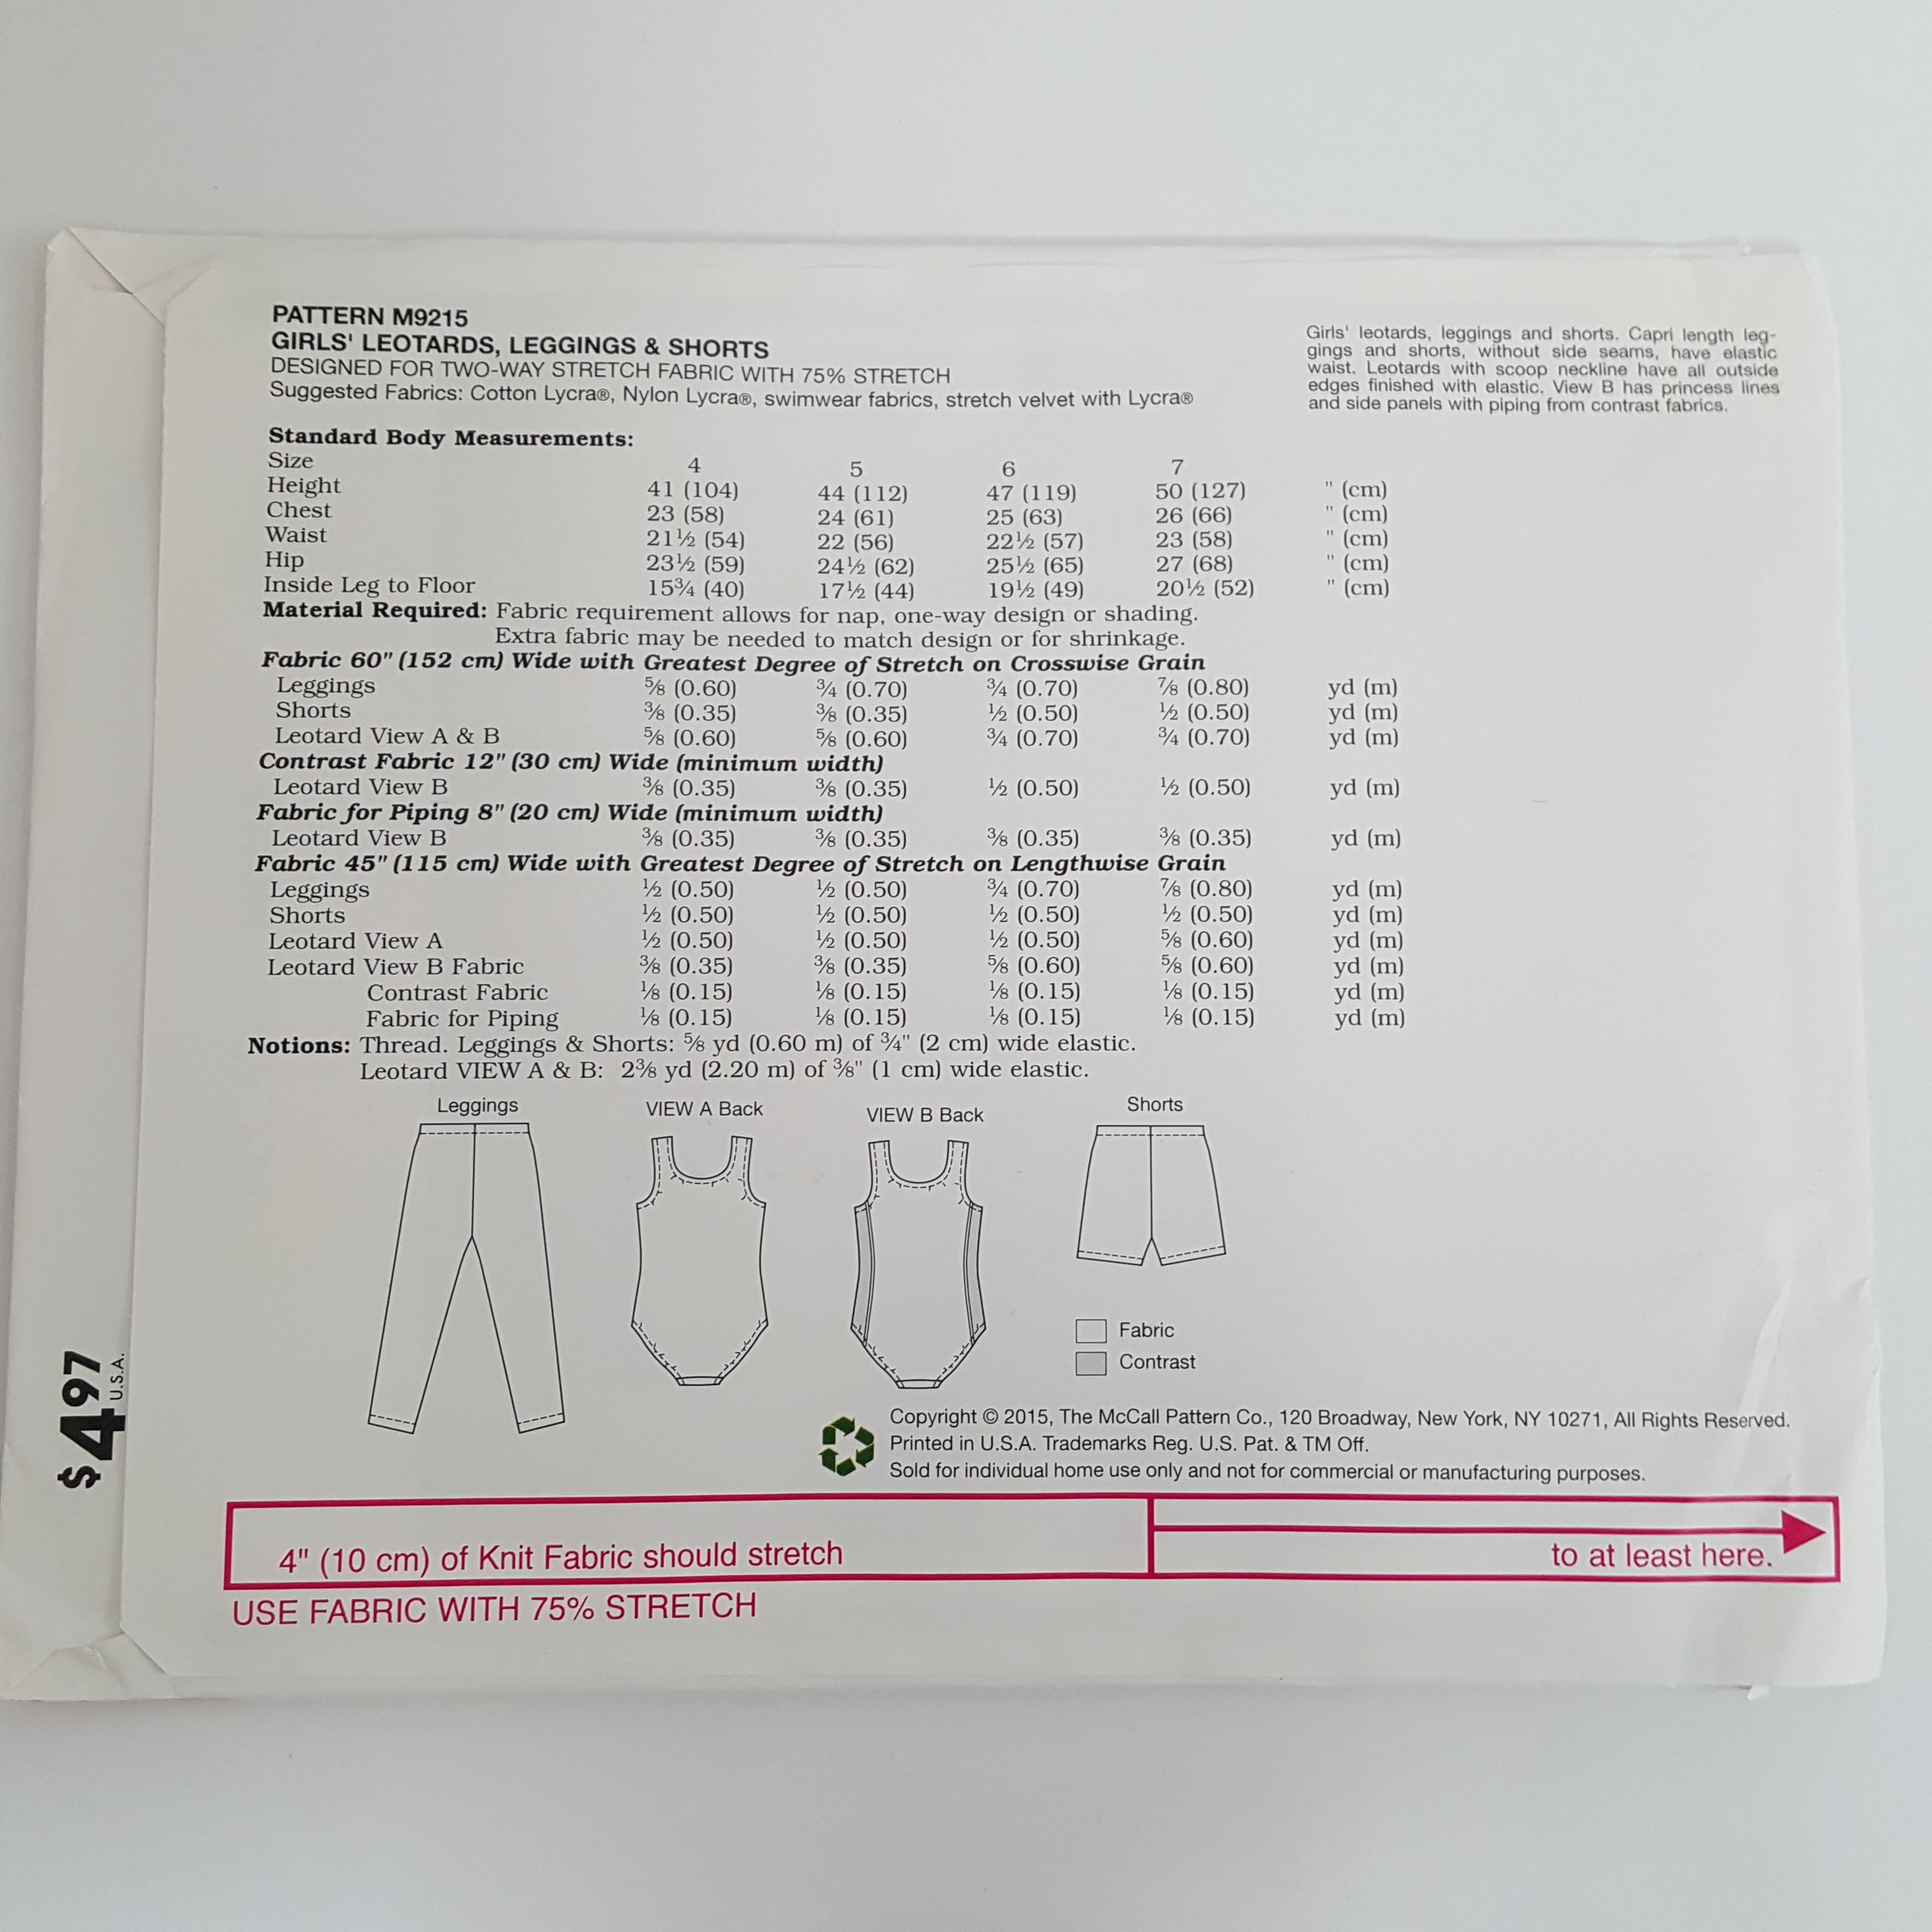 PATTERN M9215
GIRLS' LEOTARDS, LEGGINGS & SHORTS
DESIGNED FOR TWO-WAY STRETCH FABRIC WITH 75% STRETCH
Suggested Fabrics: Cotton Lycra®, Nylon Lycra®, swimwear fabrics, stretch velvet with Lycra®
Girls' leotards, leggings and shorts. Capri length leg-
gings and shorts, without side seams, have elastic
waist. Leotards with scoop neckline have all outside
edges finished with elastic. View B has princess lines
and side panels with piping from contrast fabrics.
Standard Body Measurements:
Size 4 5 6 7
Height 41 (104) 44 (112) 47 (119) 50 (127) " (cm)
Chest 23 (58) 24 (61) 25 (63) 26 (66) " (cm)
Waist 21½ (54) 22 (56) 22½ (57) 23 (58) " (cm)
Hip 23½ (59) 24½ (62) 25½ (65) 27 (68) " (cm)
Inside Leg to Floor 15¾ (40) 17½ (44) 19½ (49) 20½ (52) " (cm)
Material Required: Fabric requirement allows for nap, one-way design or shading.
Extra fabric may be needed to match design or for shrinkage.
Fabric 60" (152 cm) Wide with Greatest Degree of Stretch on Crosswise Grain
Leggings ⅝ (0.60) ¾ (0.70) ¾ (0.70) ⅞ (0.80) yd (m)
Shorts ⅜ (0.35) ⅜ (0.35) ½ (0.50) ½ (0.50) yd (m)
Leotard View A & B ⅝ (0.60) ⅝ (0.60) ¾ (0.70) ¾ (0.70) yd (m)
Contrast Fabric 12" (30 cm) Wide (minimum width)
Leotard View B ⅜ (0.35) ⅜ (0.35) ½ (0.50) ½ (0.50) yd (m)
Fabric for Piping 8" (20 cm) Wide (minimum width)
Leotard View B ⅜ (0.35) ⅜ (0.35) ⅜ (0.35) ⅜ (0.35) yd (m)
Fabric 45" (115 cm) Wide with Greatest Degree of Stretch on Lengthwise Grain
Leggings ½ (0.50) ½ (0.50) ¾ (0.70) ⅞ (0.80) yd (m)
Shorts ½ (0.50) ½ (0.50) ½ (0.50) ½ (0.50) yd (m)
Leotard View A ½ (0.50) ½ (0.50) ½ (0.50) ⅝ (0.60) yd (m)
Leotard View B Fabric ⅜ (0.35) ⅜ (0.35) ⅝ (0.60) ⅝ (0.60) yd (m)
Contrast Fabric ⅛ (0.15) ⅛ (0.15) ⅛ (0.15) ⅛ (0.15) yd (m)
Fabric for Piping ⅛ (0.15) ⅛ (0.15) ⅛ (0.15) ⅛ (0.15) yd (m)
Notions: Thread. Leggings & Shorts: ⅝ yd (0.60 m) of ¾" (2 cm) wide elastic.
Leotard VIEW A & B: 2⅜ yd (2.20 m) of ⅜" (1 cm) wide elastic.
Leggings
VIEW A Back
VIEW B Back
Shorts
Fabric
Contrast
Copyright © 2015, The McCall Pattern Co., 120 Broadway, New York, NY 10271, All Rights Reserved.
Printed in U.S.A. Trademarks Reg. U.S. Pat. & TM Off.
Sold for individual home use only and not for commercial or manufacturing purposes.
4" (10 cm) of Knit Fabric should stretch
to at least here.
USE FABRIC WITH 75% STRETCH
$4.97 U.S.A.